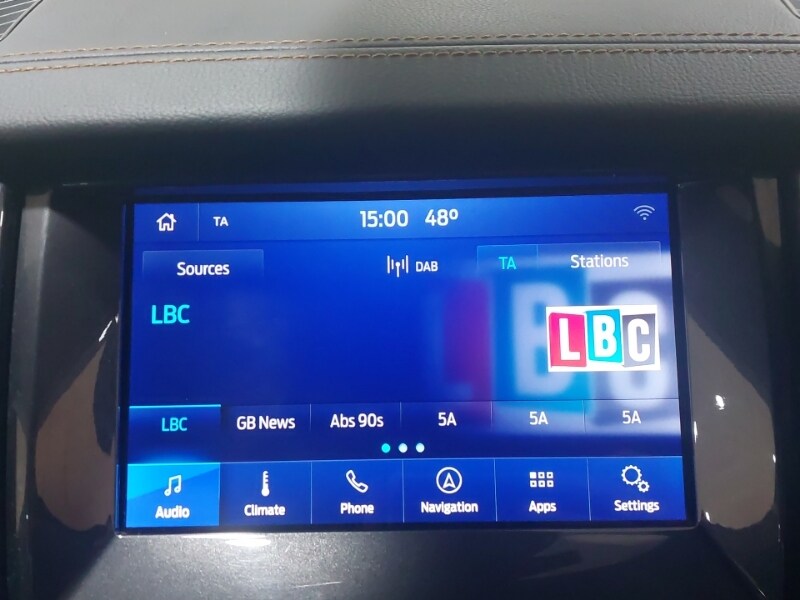 TA 15:00 48º
Sources DAB TA Stations
LBC
LBC
LBC GB News Abs 90s 5A 5A 5A
Audio Climate Phone Navigation Apps Settings